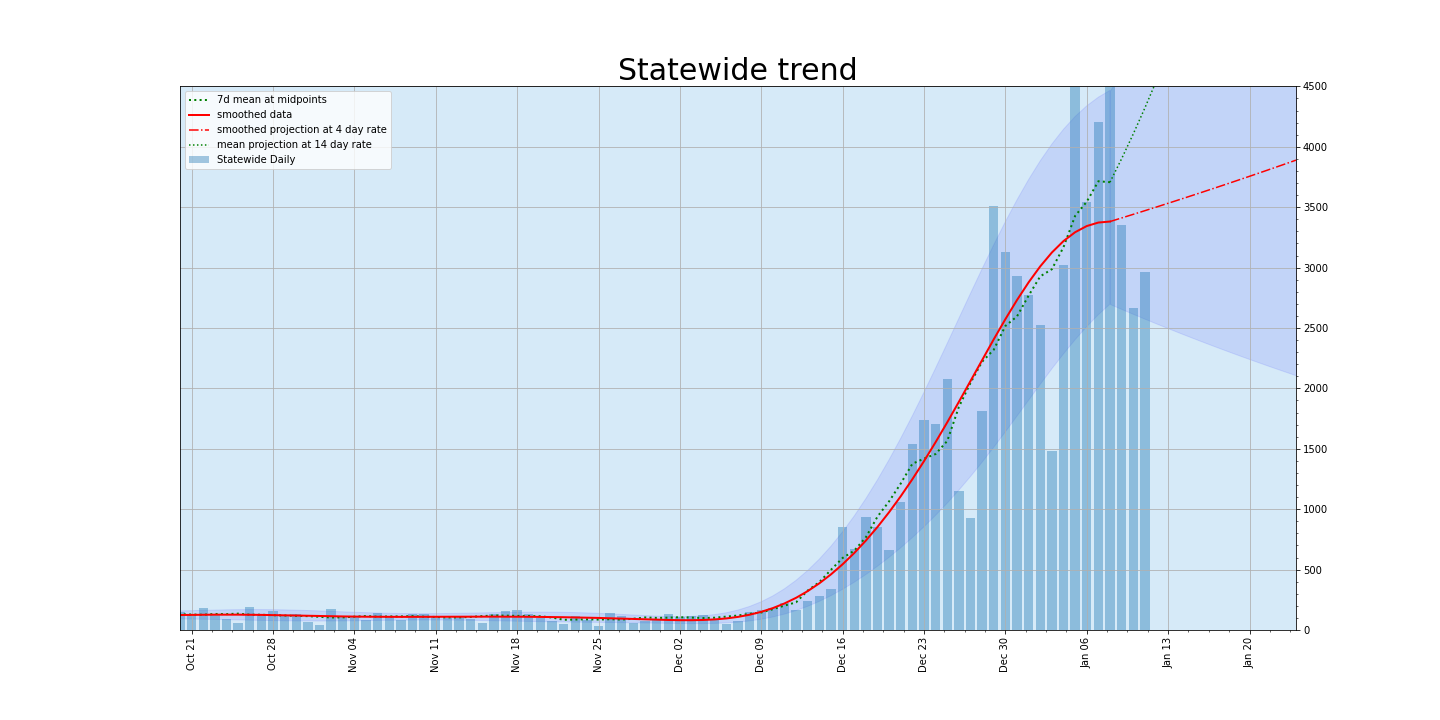 Statewide trend
7d mean at midpoints
smoothed data
smoothed projection at 4 day rate
mean projection at 14 day rate
Statewide Daily
4500
4000
3500
3000
2500
2000
1500
1000
500
0
Oct 21
Oct 28
Nov 04
Nov 11
Nov 18
Nov 25
Dec 02
Dec 09
Dec 16
Dec 23
Dec 30
Jan 06
Jan 13
Jan 20